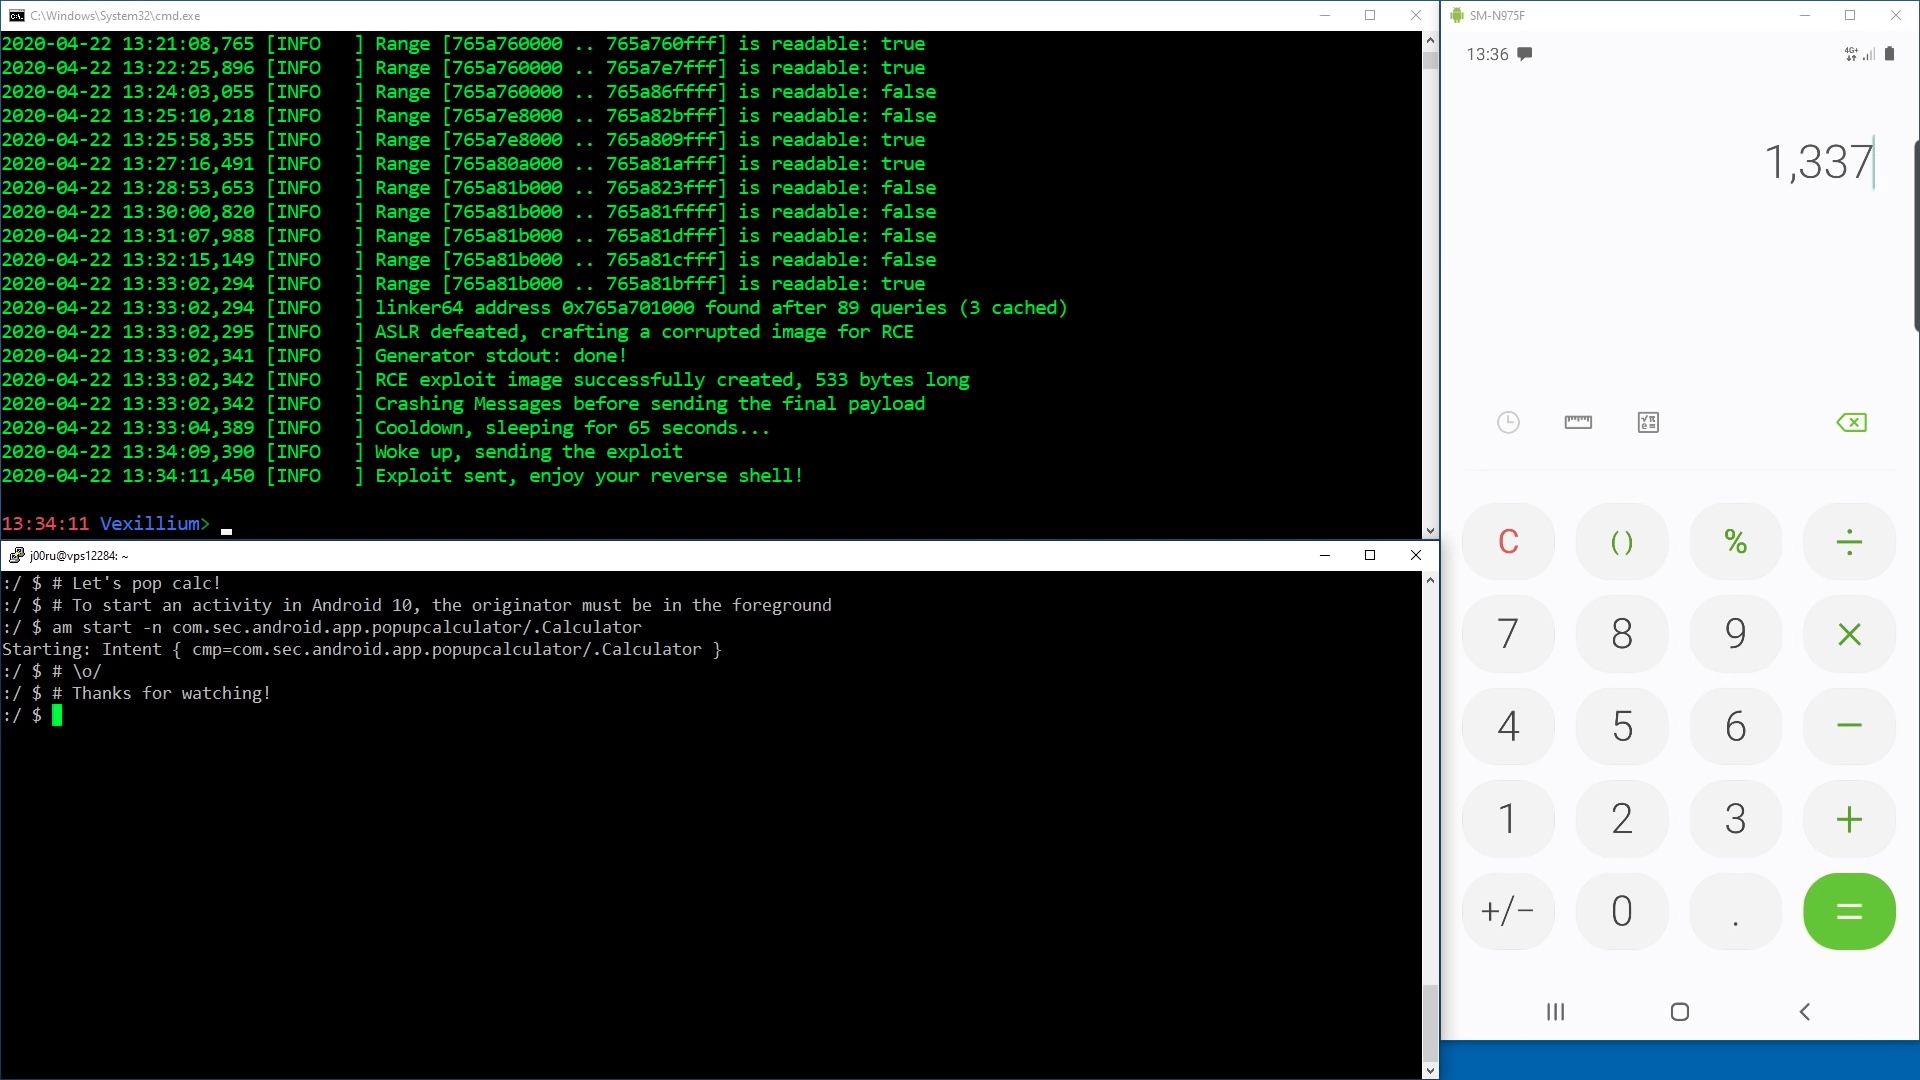 C:\Windows\System32\cmd.exe
2020-04-22 13:21:08,765 [INFO   ] Range [765a760000 .. 765a760fff] is readable: true
2020-04-22 13:22:25,896 [INFO   ] Range [765a760000 .. 765a7e7fff] is readable: true
2020-04-22 13:24:03,055 [INFO   ] Range [765a760000 .. 765a86ffff] is readable: false
2020-04-22 13:25:10,218 [INFO   ] Range [765a7e8000 .. 765a82bfff] is readable: false
2020-04-22 13:25:58,355 [INFO   ] Range [765a7e8000 .. 765a809fff] is readable: true
2020-04-22 13:27:16,491 [INFO   ] Range [765a80a000 .. 765a81afff] is readable: true
2020-04-22 13:28:53,653 [INFO   ] Range [765a81b000 .. 765a823fff] is readable: false
2020-04-22 13:30:00,820 [INFO   ] Range [765a81b000 .. 765a81ffff] is readable: false
2020-04-22 13:31:07,988 [INFO   ] Range [765a81b000 .. 765a81dfff] is readable: false
2020-04-22 13:32:15,149 [INFO   ] Range [765a81b000 .. 765a81cfff] is readable: false
2020-04-22 13:33:02,294 [INFO   ] Range [765a81b000 .. 765a81bfff] is readable: true
2020-04-22 13:33:02,294 [INFO   ] linker64 address 0x765a701000 found after 89 queries (3 cached)
2020-04-22 13:33:02,295 [INFO   ] ASLR defeated, crafting a corrupted image for RCE
2020-04-22 13:33:02,341 [INFO   ] Generator stdout: done!
2020-04-22 13:33:02,342 [INFO   ] RCE exploit image successfully created, 533 bytes long
2020-04-22 13:33:02,342 [INFO   ] Crashing Messages before sending the final payload
2020-04-22 13:33:04,389 [INFO   ] Cooldown, sleeping for 65 seconds...
2020-04-22 13:34:09,390 [INFO   ] Woke up, sending the exploit
2020-04-22 13:34:11,450 [INFO   ] Exploit sent, enjoy your reverse shell!
13:34:11 Vexillium>
j00ru@vps12284: ~
:/ $ # Let's pop calc!
:/ $ # To start an activity in Android 10, the originator must be in the foreground
:/ $ am start -n com.sec.android.app.popupcalculator/.Calculator
Starting: Intent { cmp=com.sec.android.app.popupcalculator/.Calculator }
:/ $ # \o/
:/ $ # Thanks for watching!
:/ $
SM-N975F
13:36 4G+
1,337
C () % ÷
7 8 9 ×
4 5 6 −
1 2 3 +
+/− 0 . =